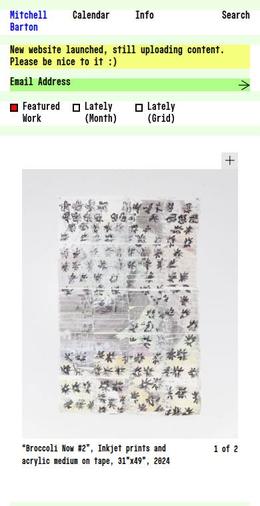 Mitchell Barton
Calendar
Info
Search
New website launched, still uploading content.
Please be nice to it :)
Email Address
Featured Work
Lately (Month)
Lately (Grid)
"Broccoli Now #2", Inkjet prints and
acrylic medium on tape, 31"x49", 2024
1 of 2